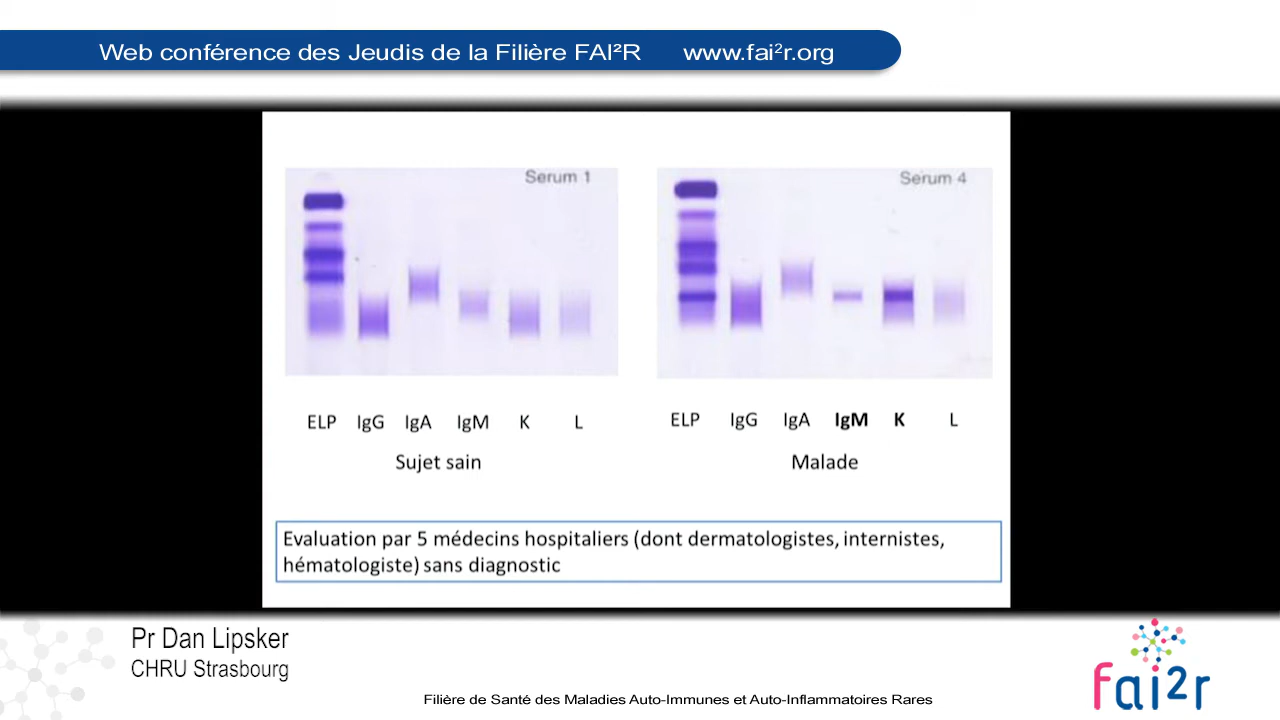 Web conférence des Jeudis de la Filière FAI²R www.fai²r.org
Serum 1
Serum 4
ELP IgG IgA IgM K L
ELP IgG IgA IgM K L
Sujet sain
Malade
Evaluation par 5 médecins hospitaliers (dont dermatologistes, internistes,
hématologiste) sans diagnostic
Pr Dan Lipsker
CHRU Strasbourg
Filière de Santé des Maladies Auto-Immunes et Auto-Inflammatoires Rares
fai2r